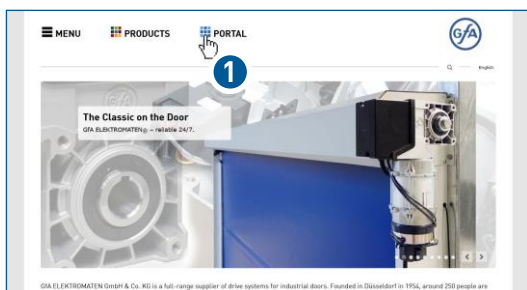 MENU PRODUCTS PORTAL GfA
1
English
The Classic on the Door
GfA ELEKTROMATEN® – reliable 24/7.
GfA ELEKTROMATEN GmbH & Co. KG is a full-range supplier of drive systems for industrial doors. Founded in Düsseldorf in 1954, around 250 people are